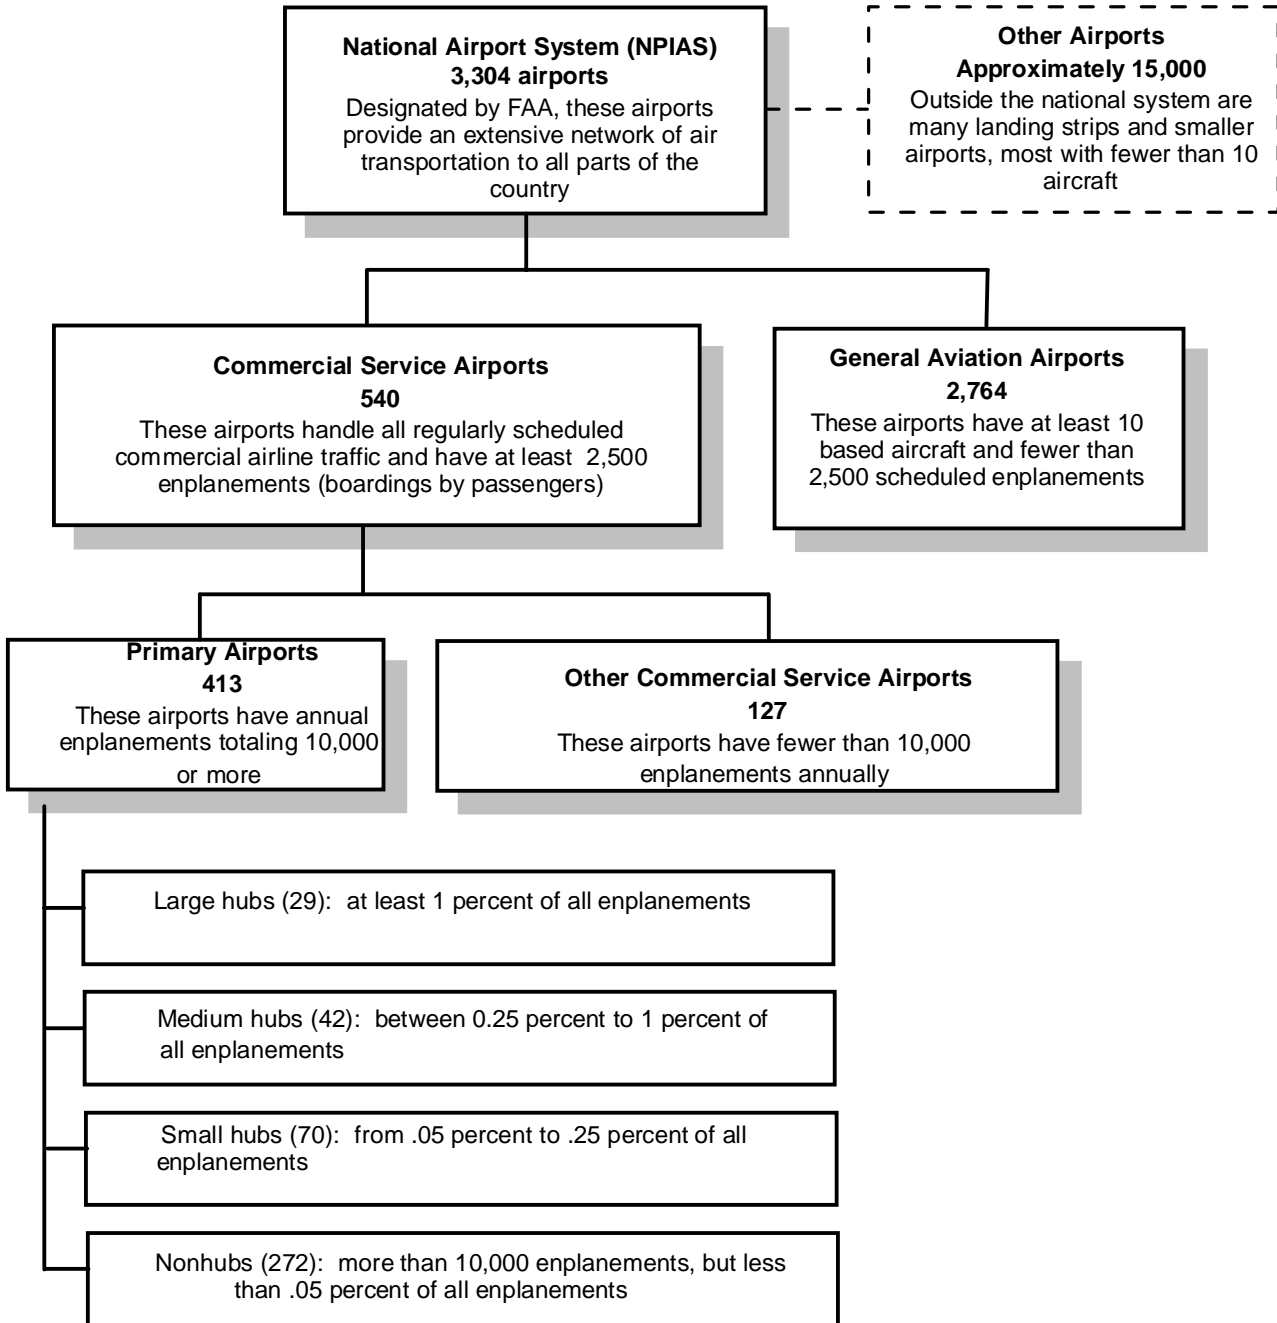 National Airport System (NPIAS)
3,304 airports
Designated by FAA, these airports
provide an extensive network of air
transportation to all parts of the
country
Other Airports
Approximately 15,000
Outside the national system are
many landing strips and smaller
airports, most with fewer than 10
aircraft
Commercial Service Airports
540
These airports handle all regularly scheduled
commercial airline traffic and have at least 2,500
enplanements (boardings by passengers)
General Aviation Airports
2,764
These airports have at least 10
based aircraft and fewer than
2,500 scheduled enplanements
Primary Airports
413
These airports have annual
enplanements totaling 10,000
or more
Other Commercial Service Airports
127
These airports have fewer than 10,000
enplanements annually
Large hubs (29): at least 1 percent of all enplanements
Medium hubs (42): between 0.25 percent to 1 percent of
all enplanements
Small hubs (70): from .05 percent to .25 percent of all
enplanements
Nonhubs (272): more than 10,000 enplanements, but less
than .05 percent of all enplanements